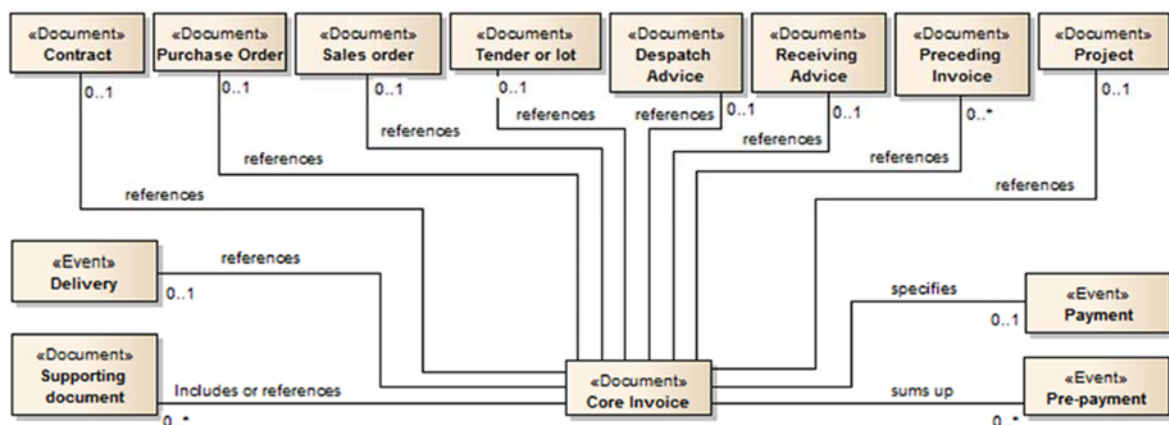 «Document»
Contract
0..1
«Document»
Purchase Order
0..1
«Document»
Sales order
0..1
«Document»
Tender or lot
0..1
«Document»
Despatch
Advice
0..1
«Document»
Receiving
Advice
0..1
«Document»
Preceding
Invoice
0..*
«Document»
Project
0..1
references
references
references
references
references
references
references
references
«Event»
Delivery
0..1
«Document»
Supporting
document
0..*
Includes or references
«Document»
Core Invoice
specifies
«Event»
Payment
0..1
sums up
«Event»
Pre-payment
0..*